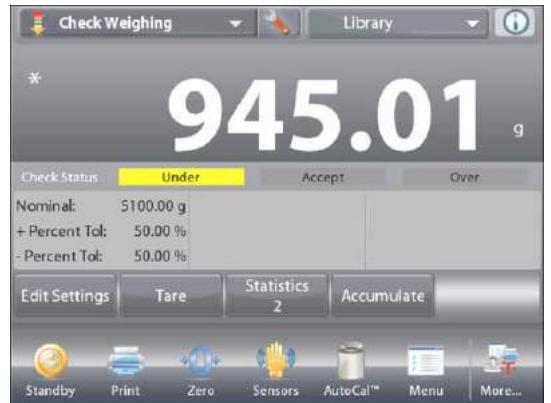 Check Weighing Library
*
945.01 g
Check Status Under Accept Over
Nominal: 5100.00 g
+ Percent Tol: 50.00 %
- Percent Tol: 50.00 %
Edit Settings Tare Statistics 2 Accumulate
Standby Print Zero Sensors AutoCal™ Menu More...